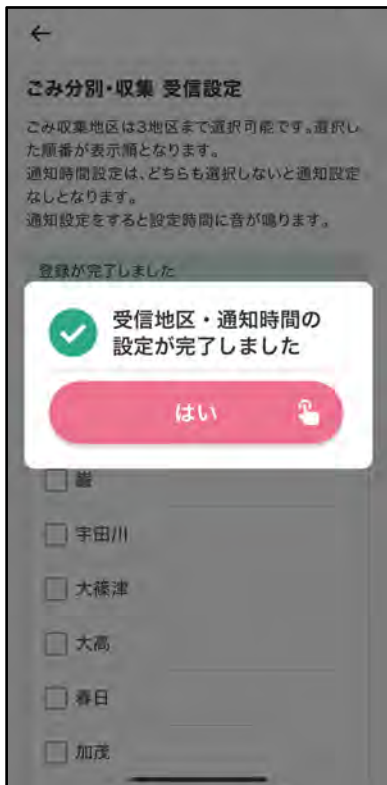 ごみ分別・収集 受信設定
ごみ収集地区は3地区まで選択可能です。選択し
た順番が表示順となります。
通知時間設定は、どちらも選択しないと通知設定
なしとなります。
通知設定をすると設定時間に音が鳴ります。
登録が完了しました
受信地区・通知時間の
設定が完了しました
はい
巌
宇田川
大篠津
大高
春日
加茂